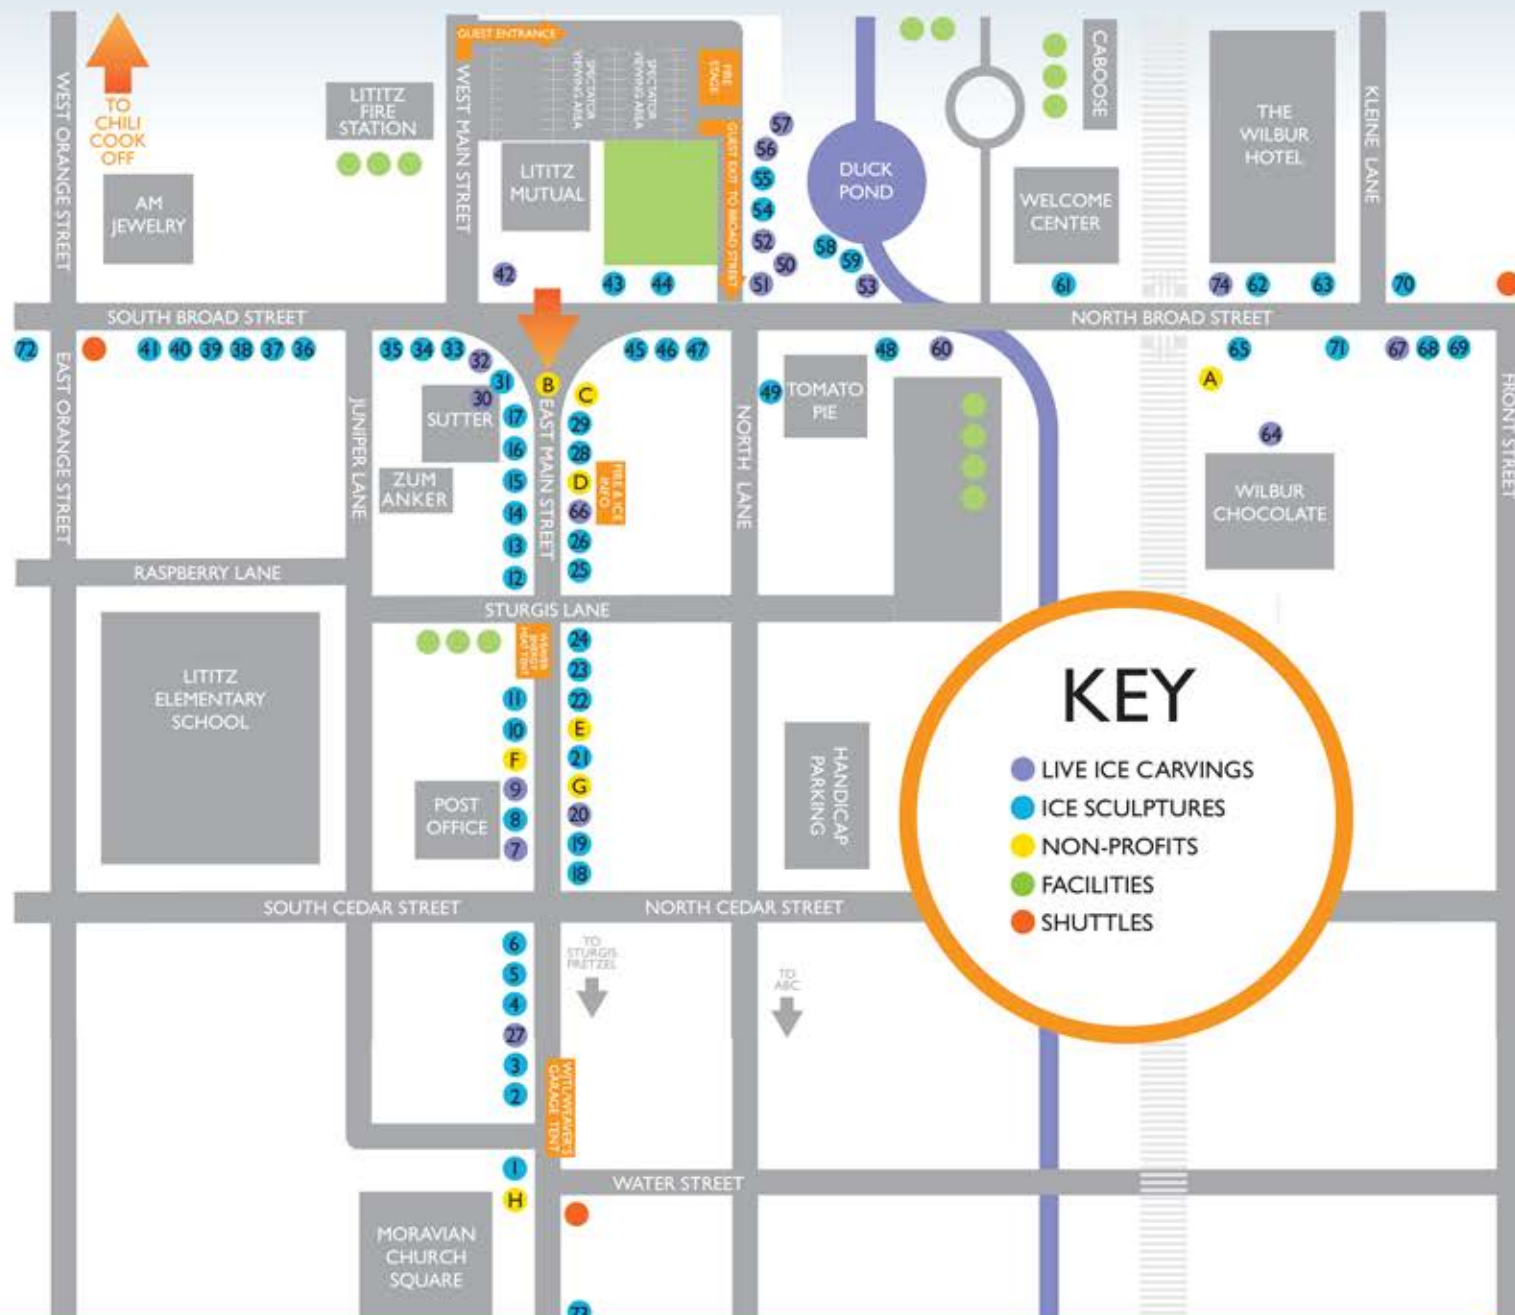 GUEST ENTRANCE
WEST ORANGE STREET
TO
CHILI
COOK
OFF
LITITZ
FIRE
STATION
WEST MAIN STREET
SPECTATOR
VIEWING AREA
SPECTATOR
VIEWING AREA
FIRE
STAGE
GUEST EXIT TO BROAD STREET
AM
JEWELRY
LITITZ
MUTUAL
57
56
55
54
52
50
51
DUCK
POND
58
59
53
CABOOSE
WELCOME
CENTER
THE
WILBUR
HOTEL
KLEINE LANE
42
43
44
61
74
62
63
70
SOUTH BROAD STREET
NORTH BROAD STREET
72
41
40
39
38
37
36
35
34
33
32
31
30
45
46
47
48
60
65
71
67
68
69
EAST ORANGE STREET
JUNIPER LANE
SUTTER
ZUM
ANKER
B
C
EAST MAIN STREET
17
16
15
14
13
12
29
28
D
66
26
25
FIRE & ICE
INFO
NORTH LANE
49
TOMATO
PIE
A
64
WILBUR
CHOCOLATE
FRONT STREET
RASPBERRY LANE
STURGIS LANE
LITITZ
ELEMENTARY
SCHOOL
WEAVER
ENERGY
HEAT TENT
11
10
F
9
8
7
24
23
22
E
21
G
20
19
18
POST
OFFICE
HANDICAP
PARKING
KEY
LIVE ICE CARVINGS
ICE SCULPTURES
NON-PROFITS
FACILITIES
SHUTTLES
SOUTH CEDAR STREET
NORTH CEDAR STREET
6
5
4
27
3
2
TO
STURGIS
PRETZEL
TO
ABC
WITL/WEAVER'S
GARAGE TENT
1
H
WATER STREET
MORAVIAN
CHURCH
SQUARE
73